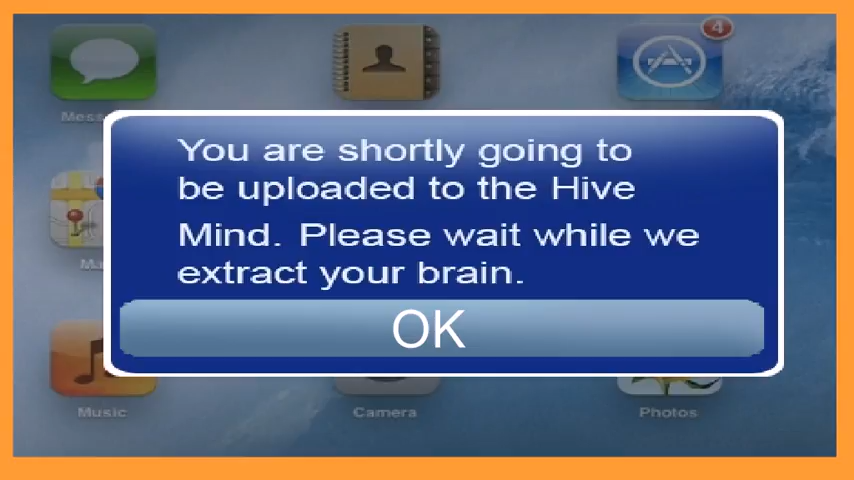 4
Mess
You are shortly going to
be uploaded to the Hive
Mind. Please wait while we
extract your brain.
OK
Music
Camera
Photos